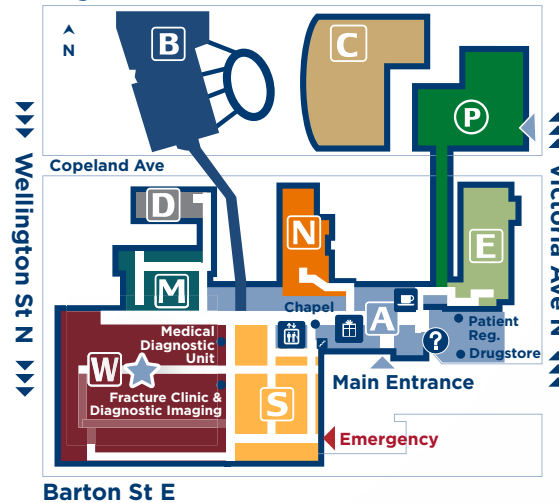 B
C
N
P
Copeland Ave
Wellington St N
Victoria Ave N
D
N
E
M
Chapel
A
?
Patient
Reg.
Drugstore
Medical
Diagnostic
Unit
W
Main Entrance
Fracture Clinic &
Diagnostic Imaging
S
Emergency
Barton St E